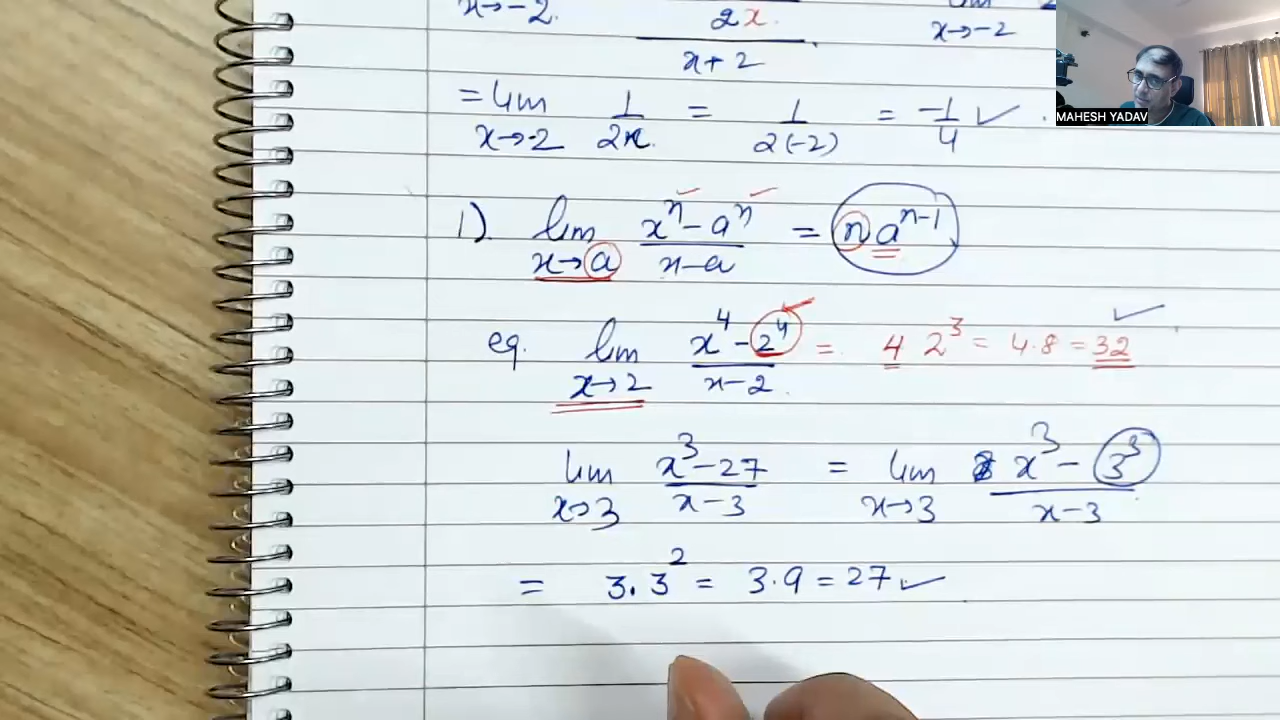 x→-2. 2x. x→-2
x+2
MAHESH YADAV
= lim x→-2 1/2x. = 1/2(-2) = -1/4 ✓
1). lim x→a xⁿ-aⁿ/x-a = n aⁿ⁻¹
eg. lim x→2 x⁴-2⁴/x-2. = 4 2³ = 4.8 = 32 ✓
lim x→3 x³-27/x-3 = lim x→3 x³-3³/x-3
= 3.3² = 3.9 = 27 ✓